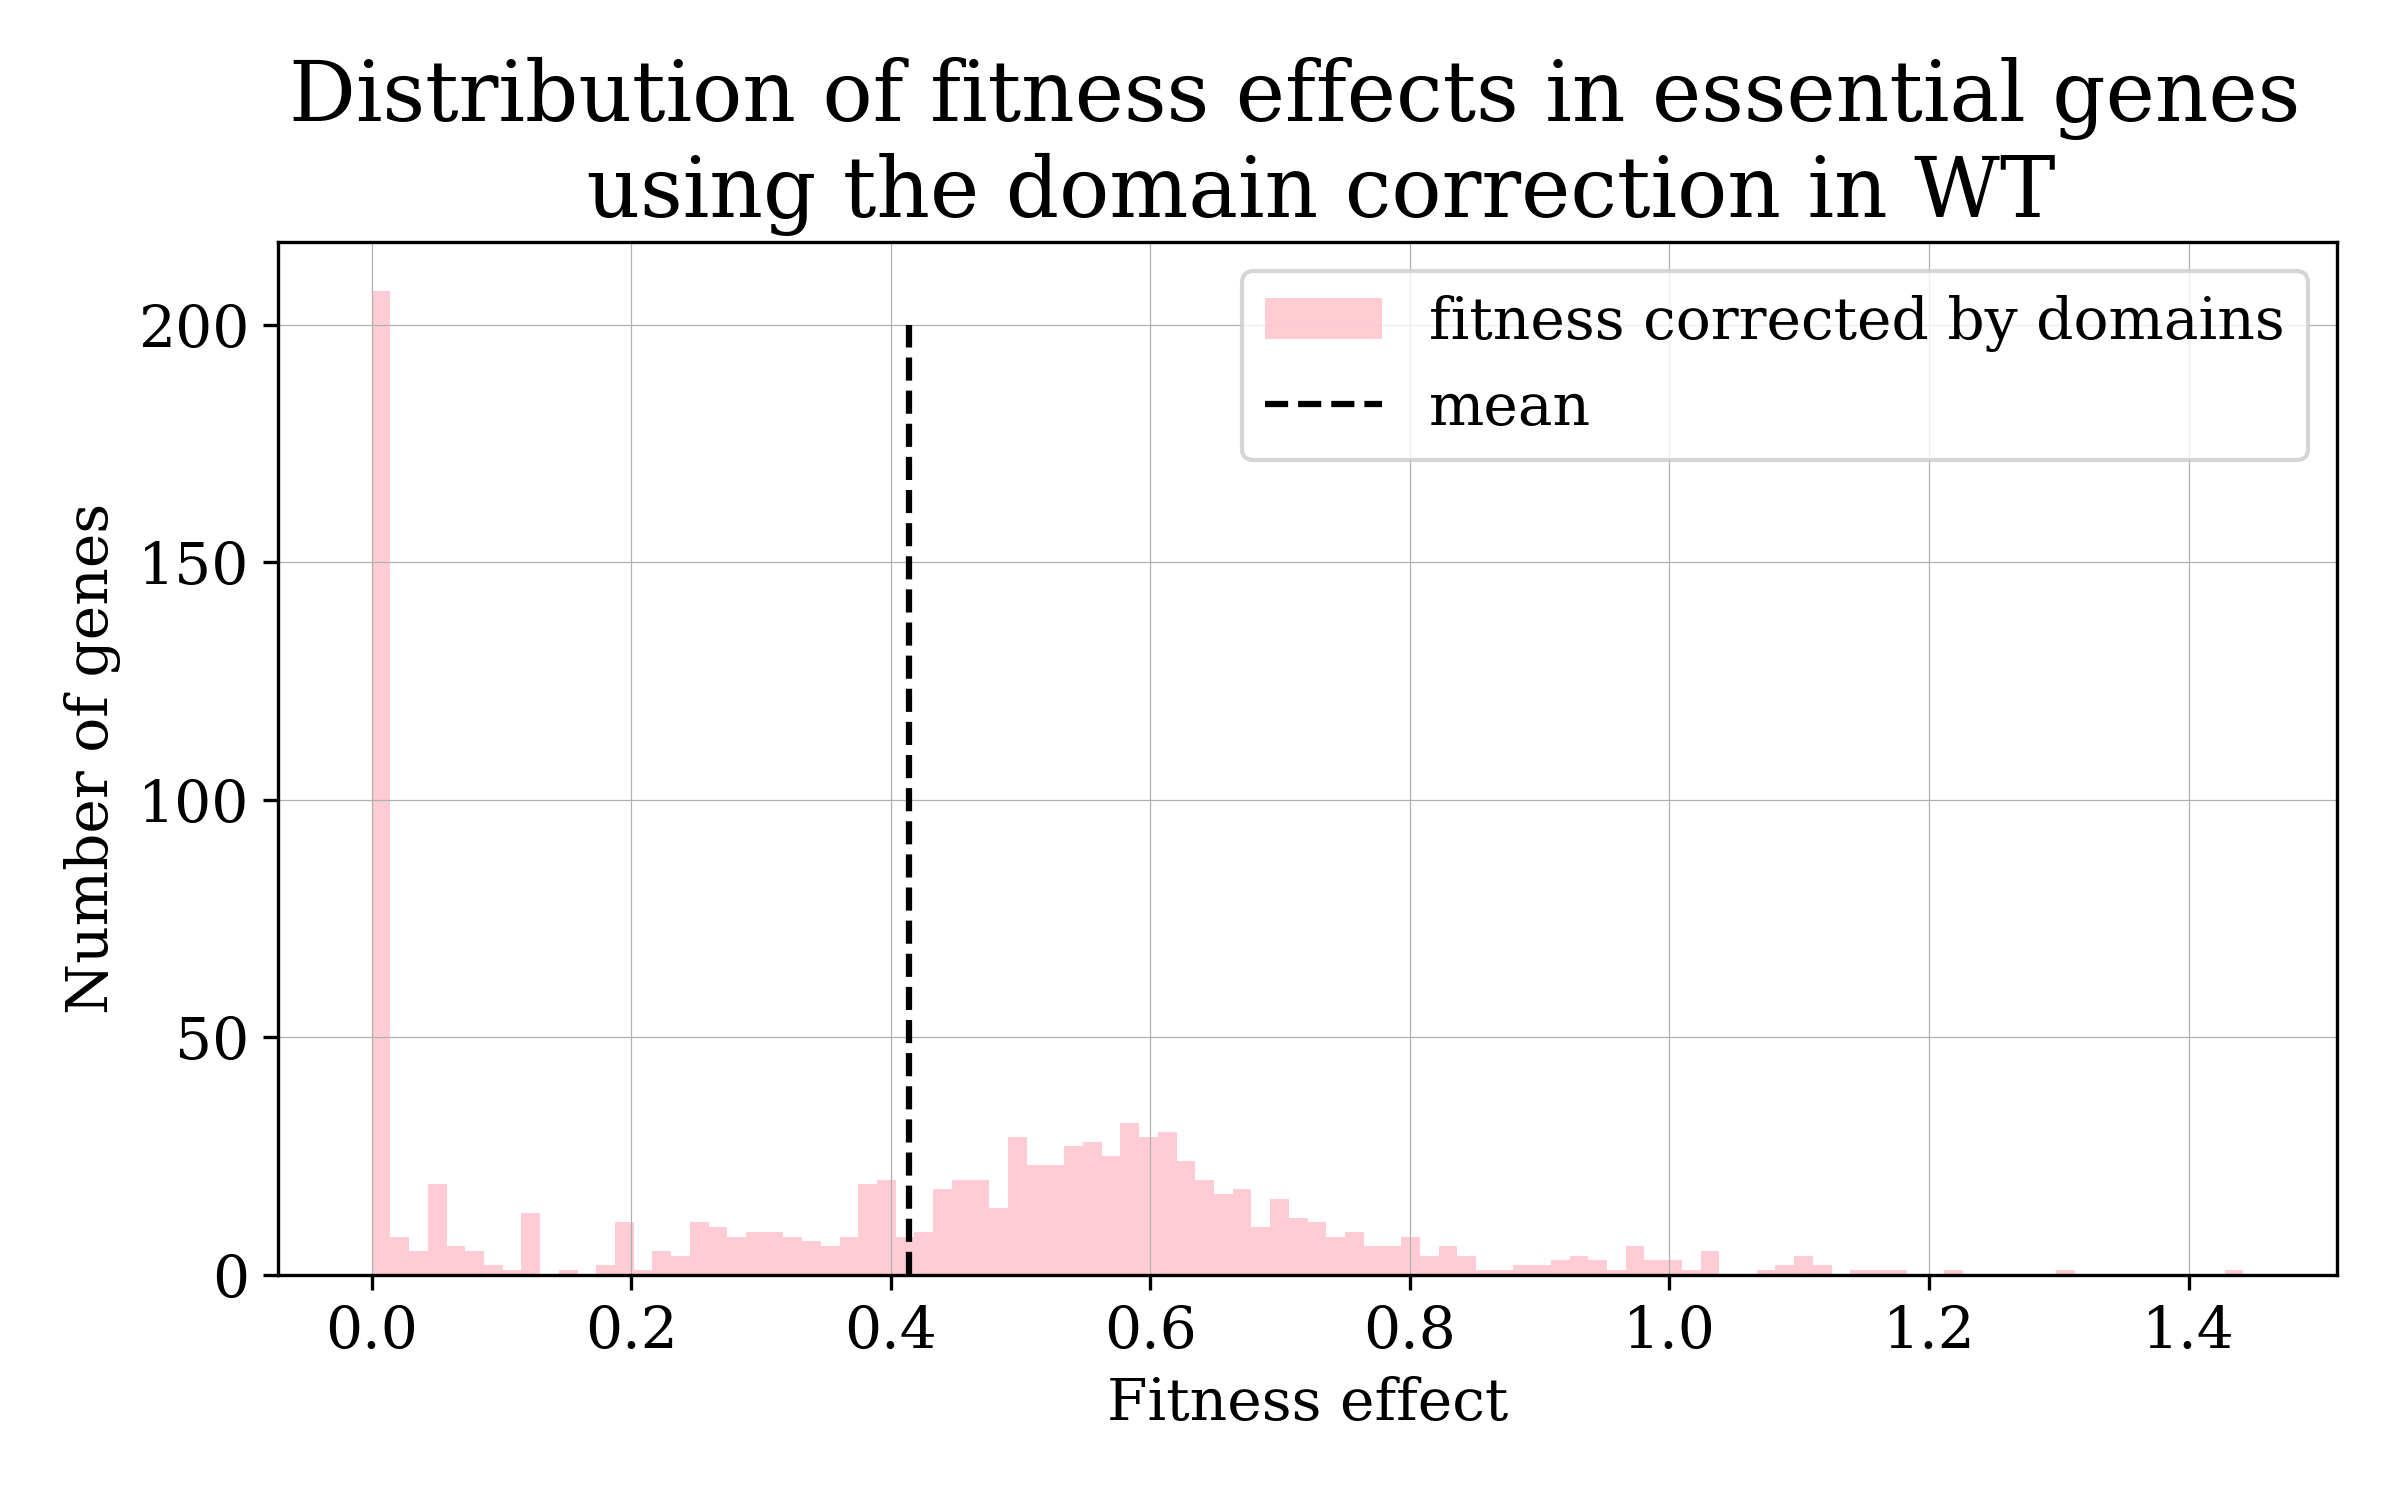 Distribution of fitness effects in essential genes
using the domain correction in WT
fitness corrected by domains
mean
Number of genes
200
150
100
50
0
0.0 0.2 0.4 0.6 0.8 1.0 1.2 1.4
Fitness effect